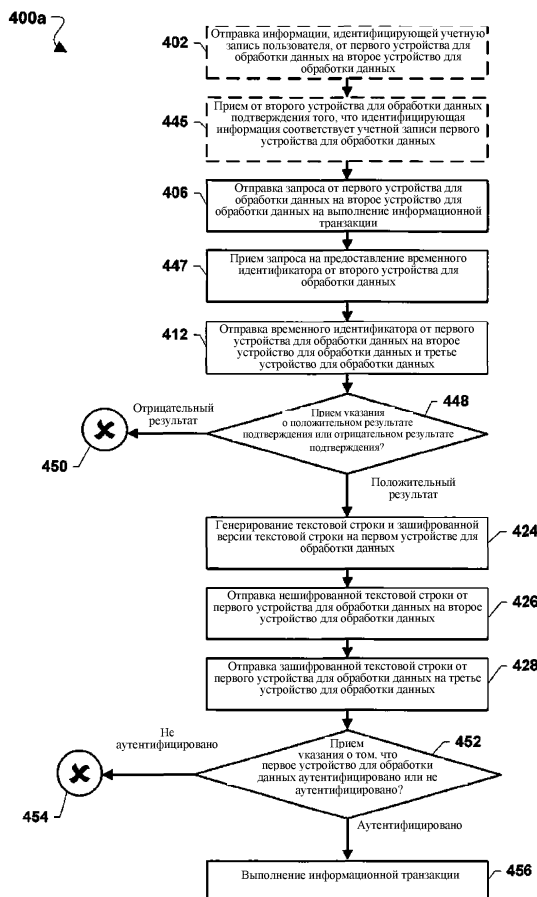 400a
402
Отправка информации, идентифицирующей учетную
запись пользователя, от первого устройства для
обработки данных на второе устройство для
обработки данных
445
Прием от второго устройства для обработки данных
подтверждения того, что идентифицирующая
информация соответствует учетной записи первого
устройства для обработки данных
406
Отправка запроса от первого устройства для
обработки данных на второе устройство для
обработки данных на выполнение информационной
транзакции
447
Прием запроса на предоставление временного
идентификатора от второго устройства для
обработки данных
412
Отправка временного идентификатора от первого
устройства для обработки данных на второе
устройство для обработки данных и третье
устройство для обработки данных
448
Прием указания
о положительном результате
подтверждения или отрицательном результате
подтверждения?
Отрицательный
результат
450
Положительный
результат
Генерирование текстовой строки и зашифрованной
версии текстовой строки на первом устройстве для
обработки данных
424
Отправка нешифрованной текстовой строки от
первого устройства для обработки данных на второе
устройство для обработки данных
426
Отправка зашифрованной текстовой строки от
первого устройства для обработки данных на третье
устройство для обработки данных
428
Не
аутентифицировано
Прием
указания о том, что
первое устройство для обработки
данных аутентифицировано или не
аутентифицировано?
452
454
Аутентифицировано
Выполнение информационной транзакции
456